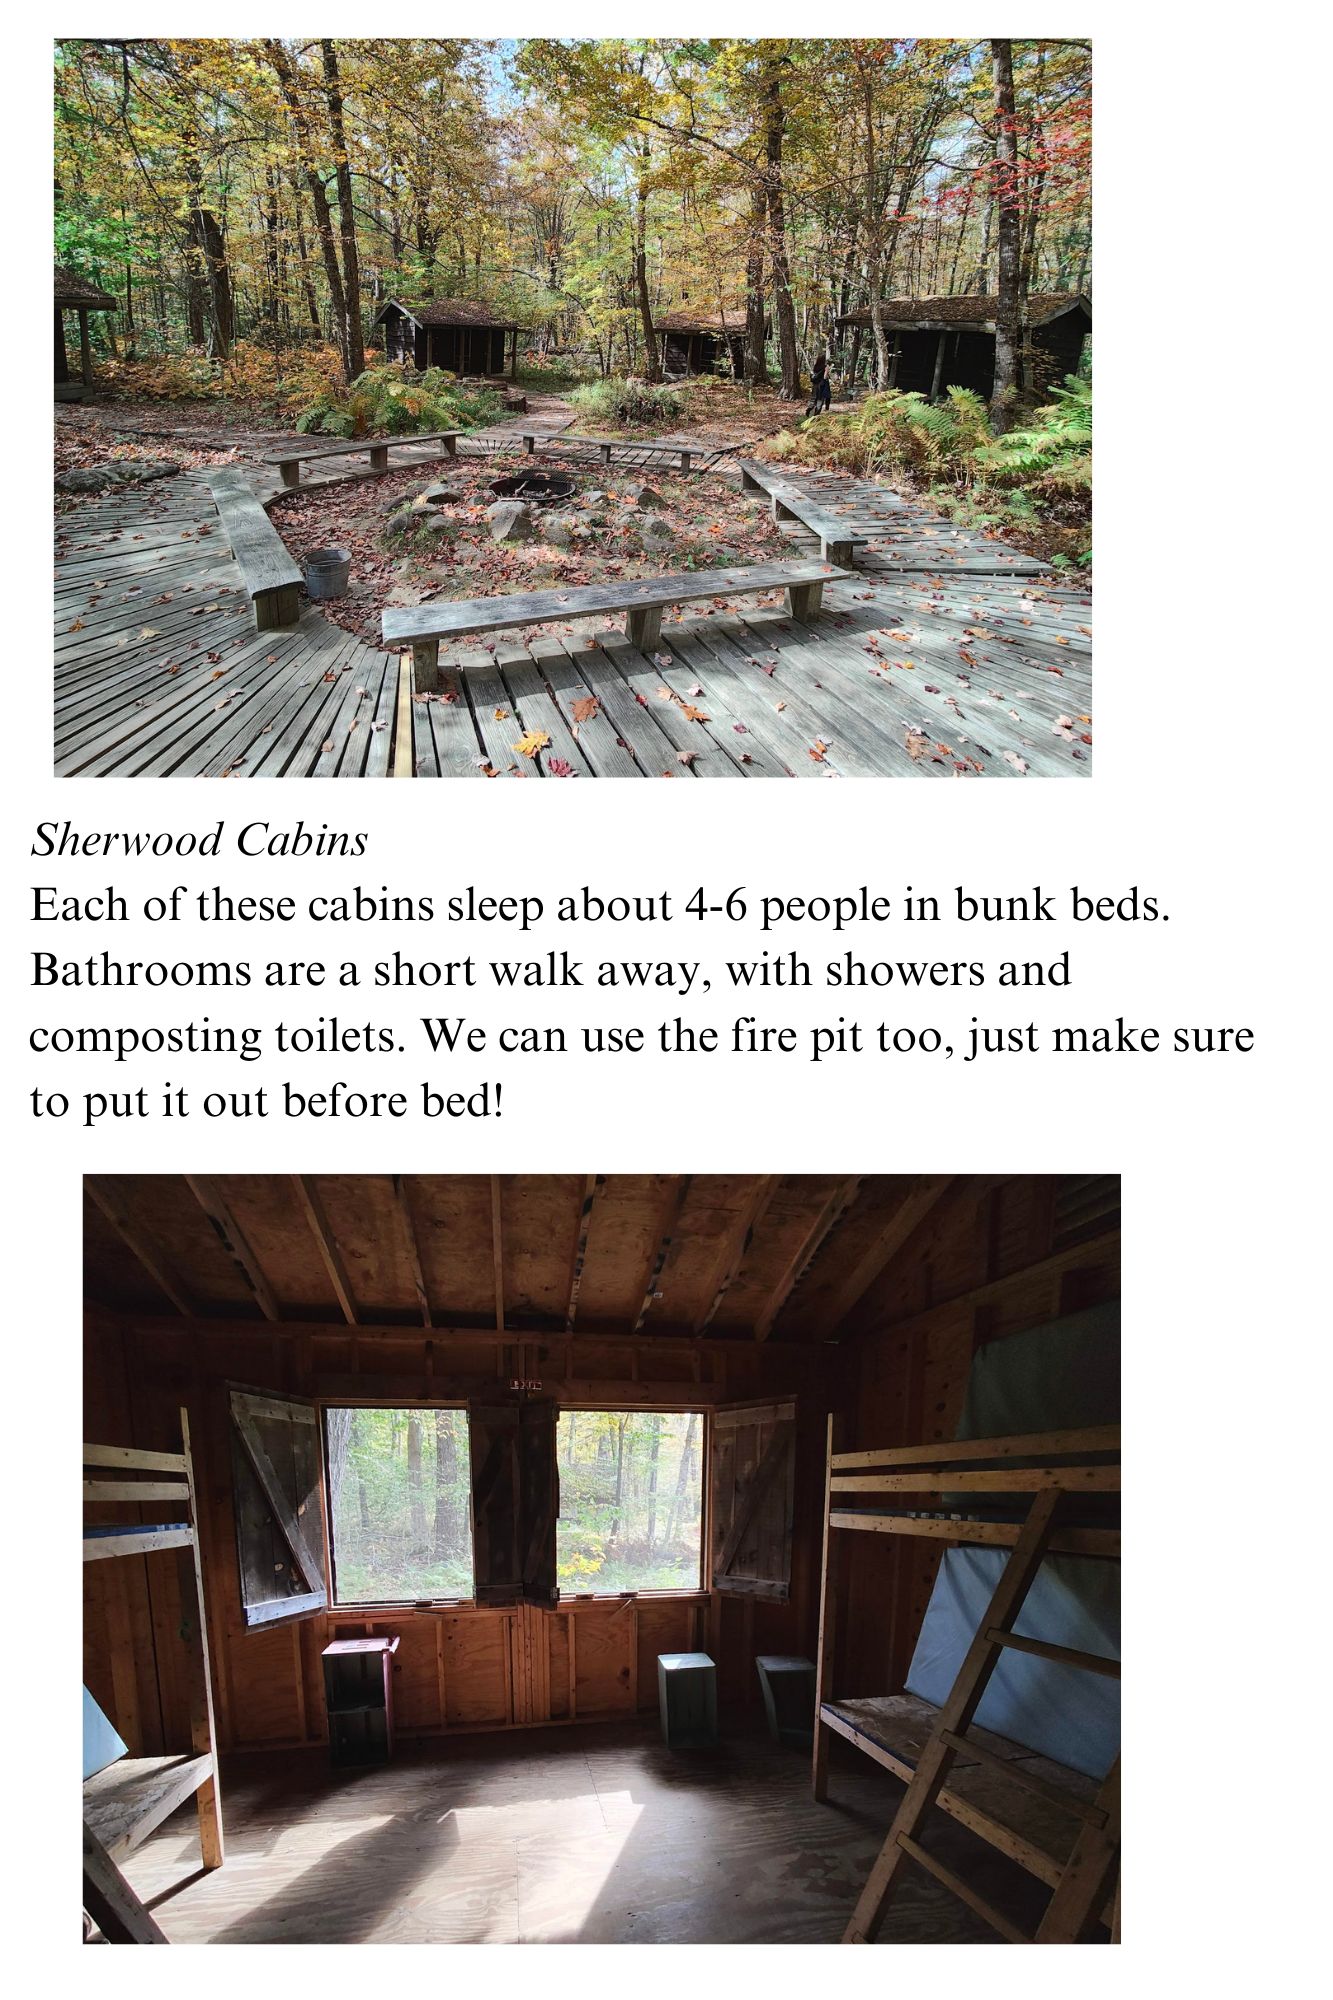 Sherwood Cabins
Each of these cabins sleep about 4-6 people in bunk beds.
Bathrooms are a short walk away, with showers and
composting toilets. We can use the fire pit too, just make sure
to put it out before bed!
EXIT